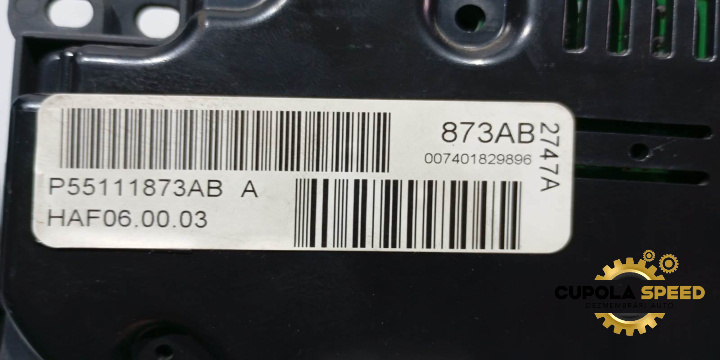 873AB
007401829896
2747A
P55111873AB A
HAF06.00.03
CUPOLA SPEED